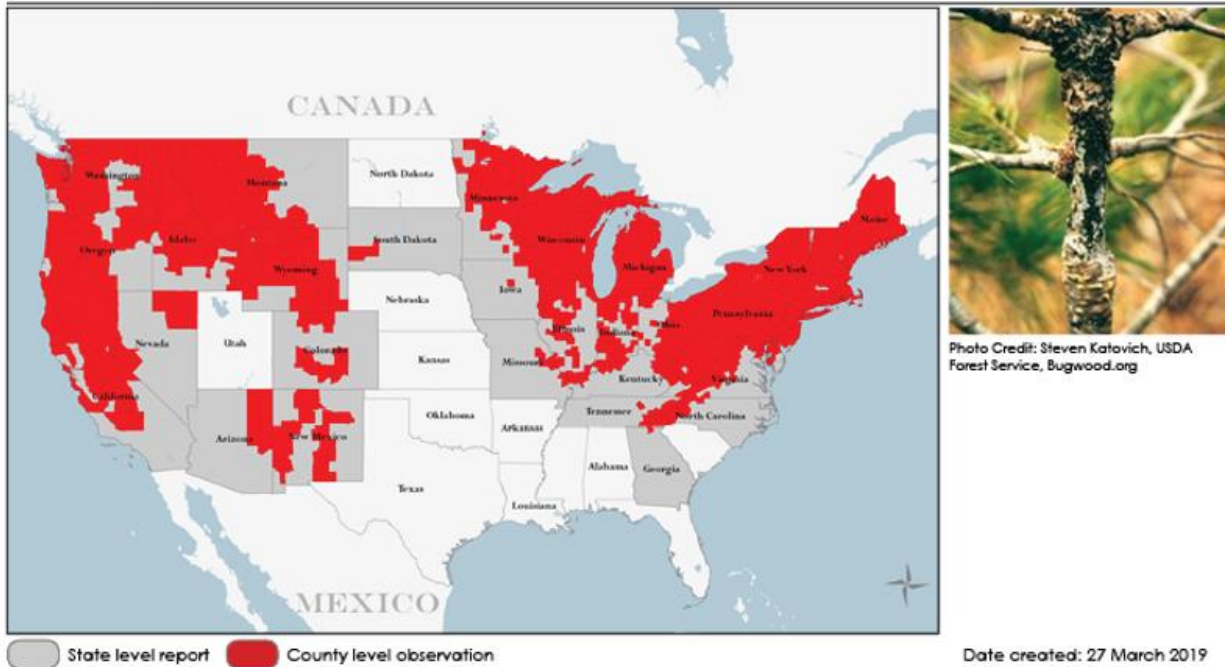 CANADA
Washington
Montana
North Dakota
Minnesota
Maine
Oregon
Idaho
South Dakota
Wisconsin
Michigan
New York
Wyoming
Iowa
Nebraska
Pennsylvania
Illinois
Indiana
Ohio
Nevada
Utah
Colorado
Kansas
Missouri
Kentucky
Virginia
California
Tennessee
North Carolina
Oklahoma
Arkansas
Arizona
New Mexico
Alabama
Georgia
Texas
Louisiana
MEXICO
Photo Credit: Steven Katovich, USDA
Forest Service, Bugwood.org
State level report
County level observation
Date created: 27 March 2019